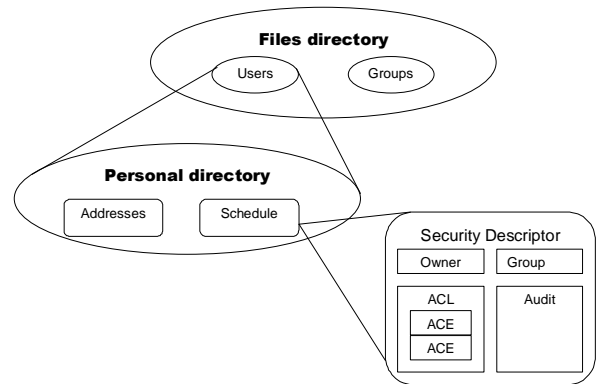 Files directory
Users
Groups
Personal directory
Addresses
Schedule
Security Descriptor
Owner
Group
ACL
Audit
ACE
ACE